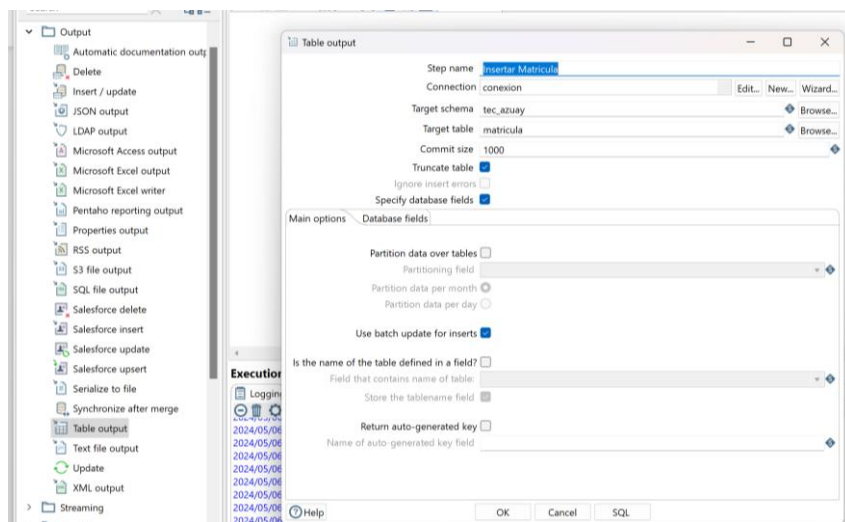 Output
Automatic documentation outp
Delete
Insert / update
JSON output
LDAP output
Microsoft Access output
Microsoft Excel output
Microsoft Excel writer
Pentaho reporting output
Properties output
RSS output
S3 file output
SQL file output
Salesforce delete
Salesforce insert
Salesforce update
Salesforce upsert
Serialize to file
Synchronize after merge
Table output
Text file output
Update
XML output
Streaming
Execution
Logging
2024/05/06
2024/05/06
2024/05/06
2024/05/06
2024/05/06
2024/05/06
2024/05/06
Table output
Step name Insertar Matricula
Connection conexion Edit... New... Wizard...
Target schema tec_azuay Browse...
Target table matricula Browse...
Commit size 1000
Truncate table
Ignore insert errors
Specify database fields
Main options Database fields
Partition data over tables
Partitioning field
Partition data per month
Partition data per day
Use batch update for inserts
Is the name of the table defined in a field?
Field that contains name of table:
Store the tablename field
Return auto-generated key
Name of auto-generated key field
Help OK Cancel SQL